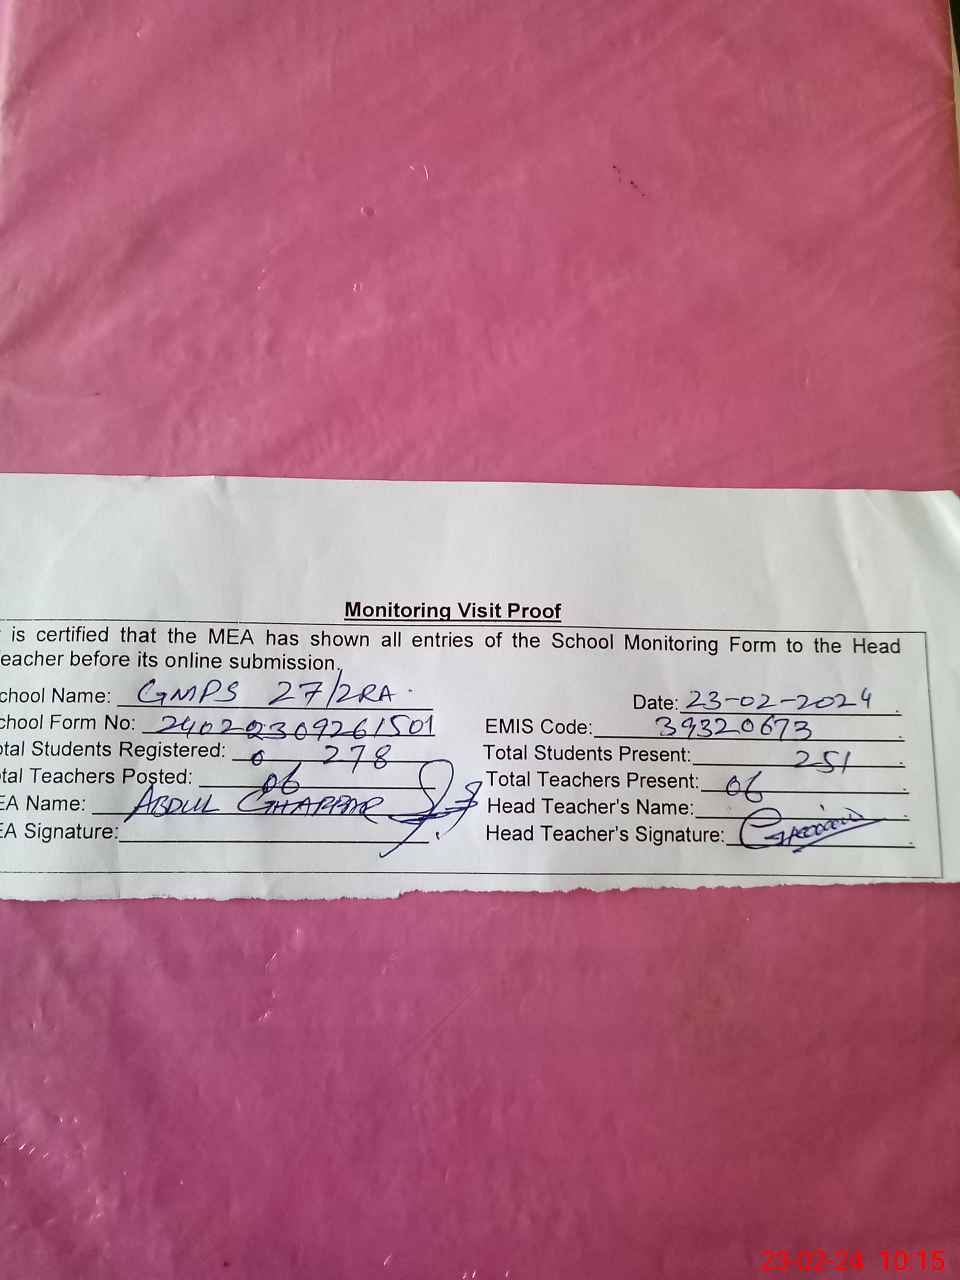 Monitoring Visit Proof
is certified that the MEA has shown all entries of the School Monitoring Form to the Head
eacher before its online submission.
chool Name: GMPS 27/2RA Date: 23-02-2024
chool Form No: EMIS Code: 39320673
otal Students Registered: 278 Total Students Present: 251
tal Teachers Posted: 06 Total Teachers Present: 06
EA Name: ABDUL GHAFFAR Head Teacher's Name:
EA Signature: Head Teacher's Signature:
23-02-24 10:15